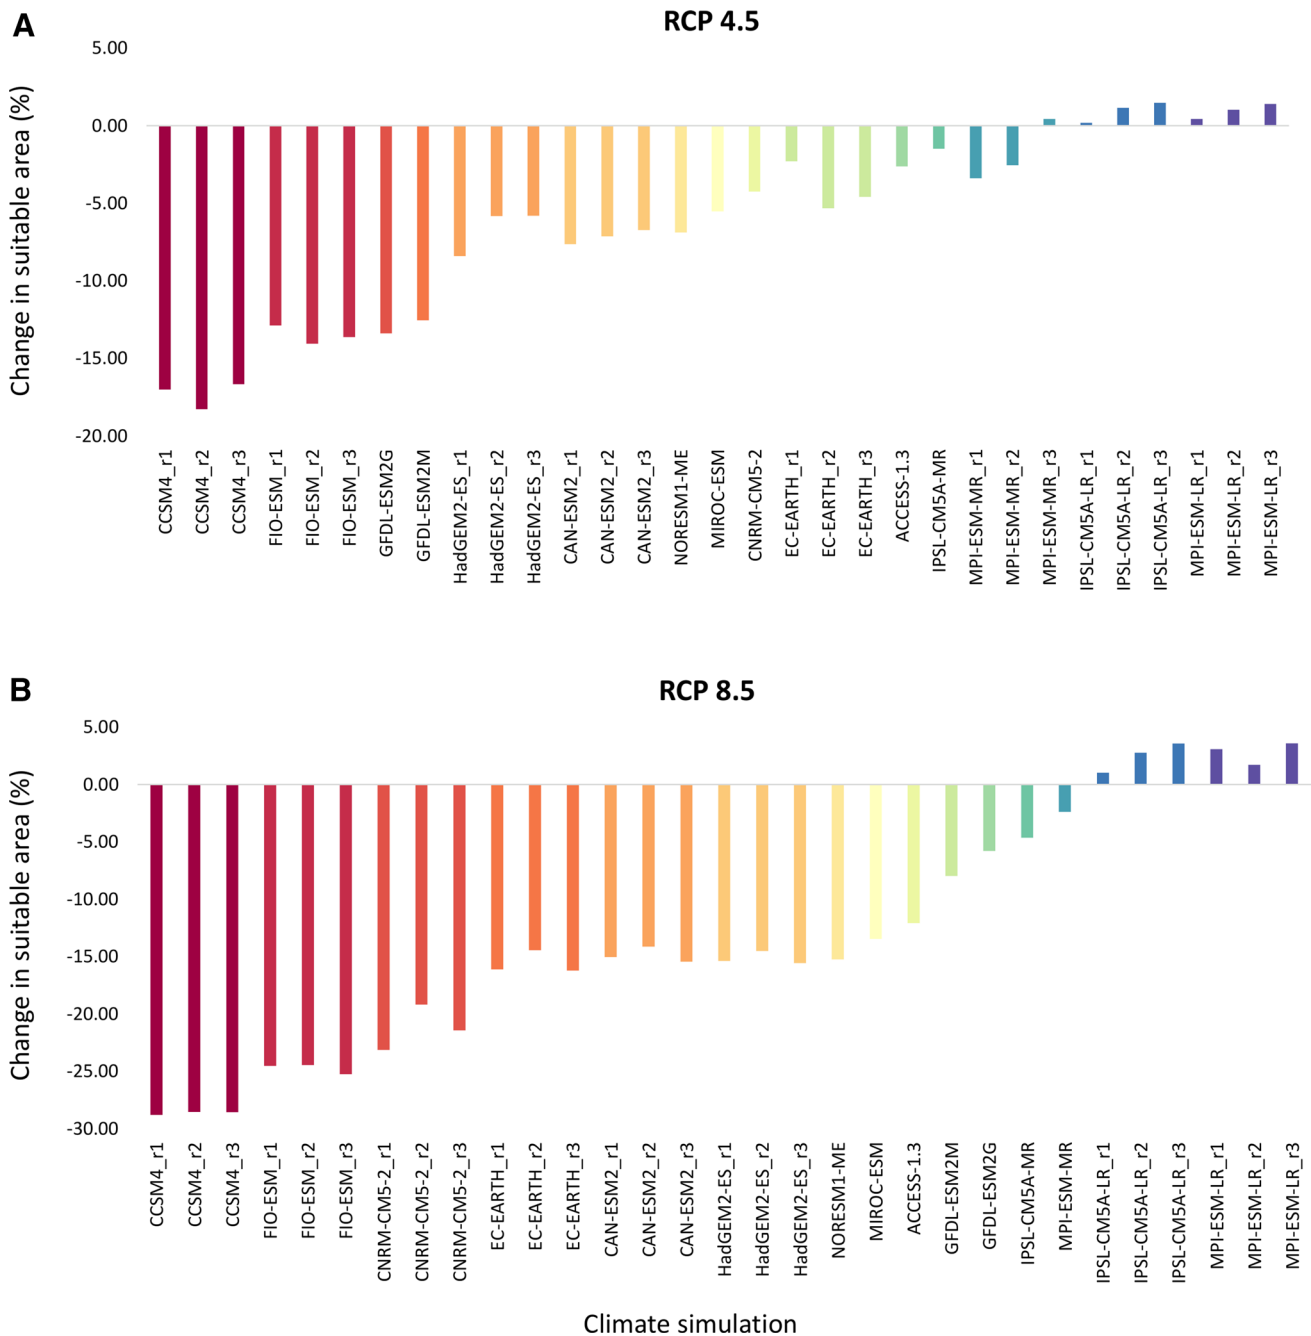 A
RCP 4.5
Change in suitable area (%)
5.00
0.00
-5.00
-10.00
-15.00
-20.00
CCSM4_r1
CCSM4_r2
CCSM4_r3
FIO-ESM_r1
FIO-ESM_r2
FIO-ESM_r3
GFDL-ESM2G
GFDL-ESM2M
HadGEM2-ES_r1
HadGEM2-ES_r2
HadGEM2-ES_r3
CAN-ESM2_r1
CAN-ESM2_r2
CAN-ESM2_r3
NORESM1-ME
MIROC-ESM
CNRM-CM5-2
EC-EARTH_r1
EC-EARTH_r2
EC-EARTH_r3
ACCESS-1.3
IPSL-CM5A-MR
MPI-ESM-MR_r1
MPI-ESM-MR_r2
MPI-ESM-MR_r3
IPSL-CM5A-LR_r1
IPSL-CM5A-LR_r2
IPSL-CM5A-LR_r3
MPI-ESM-LR_r1
MPI-ESM-LR_r2
MPI-ESM-LR_r3
B
RCP 8.5
Change in suitable area (%)
5.00
0.00
-5.00
-10.00
-15.00
-20.00
-25.00
-30.00
CCSM4_r1
CCSM4_r2
CCSM4_r3
FIO-ESM_r1
FIO-ESM_r2
FIO-ESM_r3
CNRM-CM5-2_r1
CNRM-CM5-2_r2
CNRM-CM5-2_r3
EC-EARTH_r1
EC-EARTH_r2
EC-EARTH_r3
CAN-ESM2_r1
CAN-ESM2_r2
CAN-ESM2_r3
HadGEM2-ES_r1
HadGEM2-ES_r2
HadGEM2-ES_r3
NORESM1-ME
MIROC-ESM
ACCESS-1.3
GFDL-ESM2M
GFDL-ESM2G
IPSL-CM5A-MR
MPI-ESM-MR
IPSL-CM5A-LR_r1
IPSL-CM5A-LR_r2
IPSL-CM5A-LR_r3
MPI-ESM-LR_r1
MPI-ESM-LR_r2
MPI-ESM-LR_r3
Climate simulation